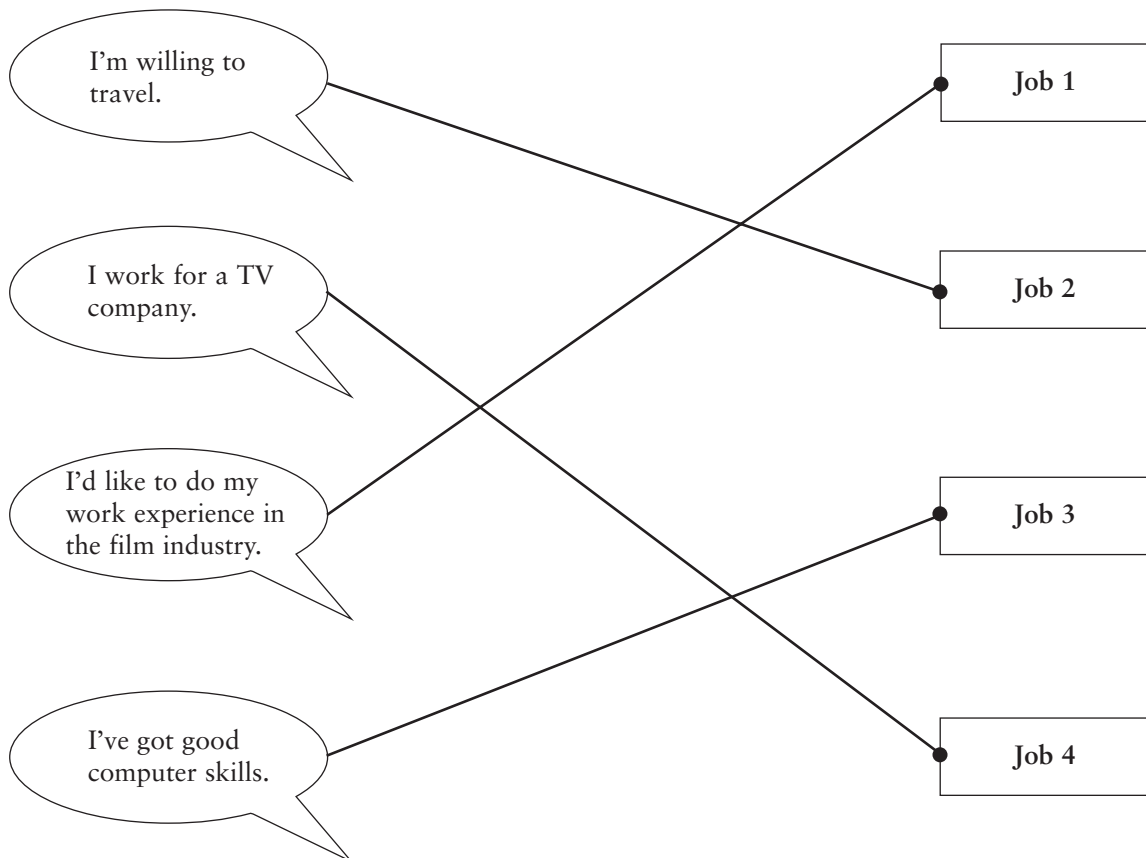 I’m willing to
travel.
Job 1
I work for a TV
company.
Job 2
I’d like to do my
work experience in
the film industry.
Job 3
I’ve got good
computer skills.
Job 4